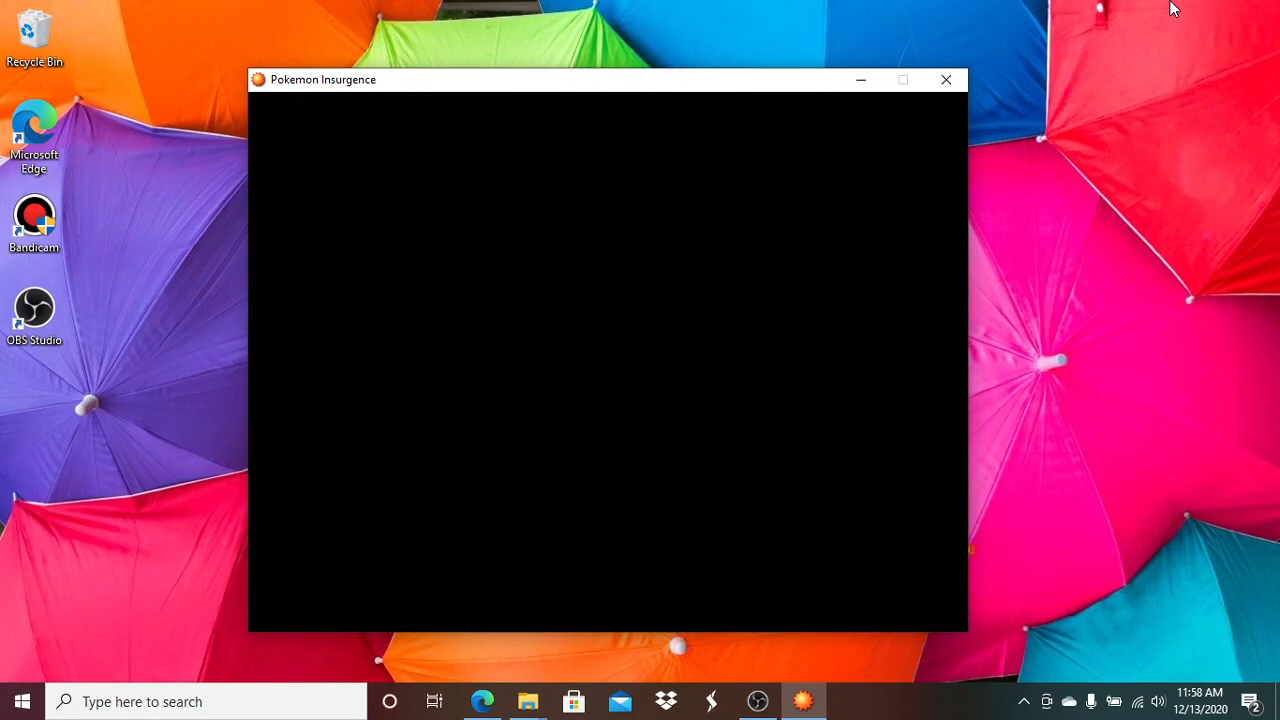 Recycle Bin
Microsoft
Edge
Bandicam
OBS Studio
Pokemon Insurgence
Type here to search
11:58 AM
12/13/2020
2